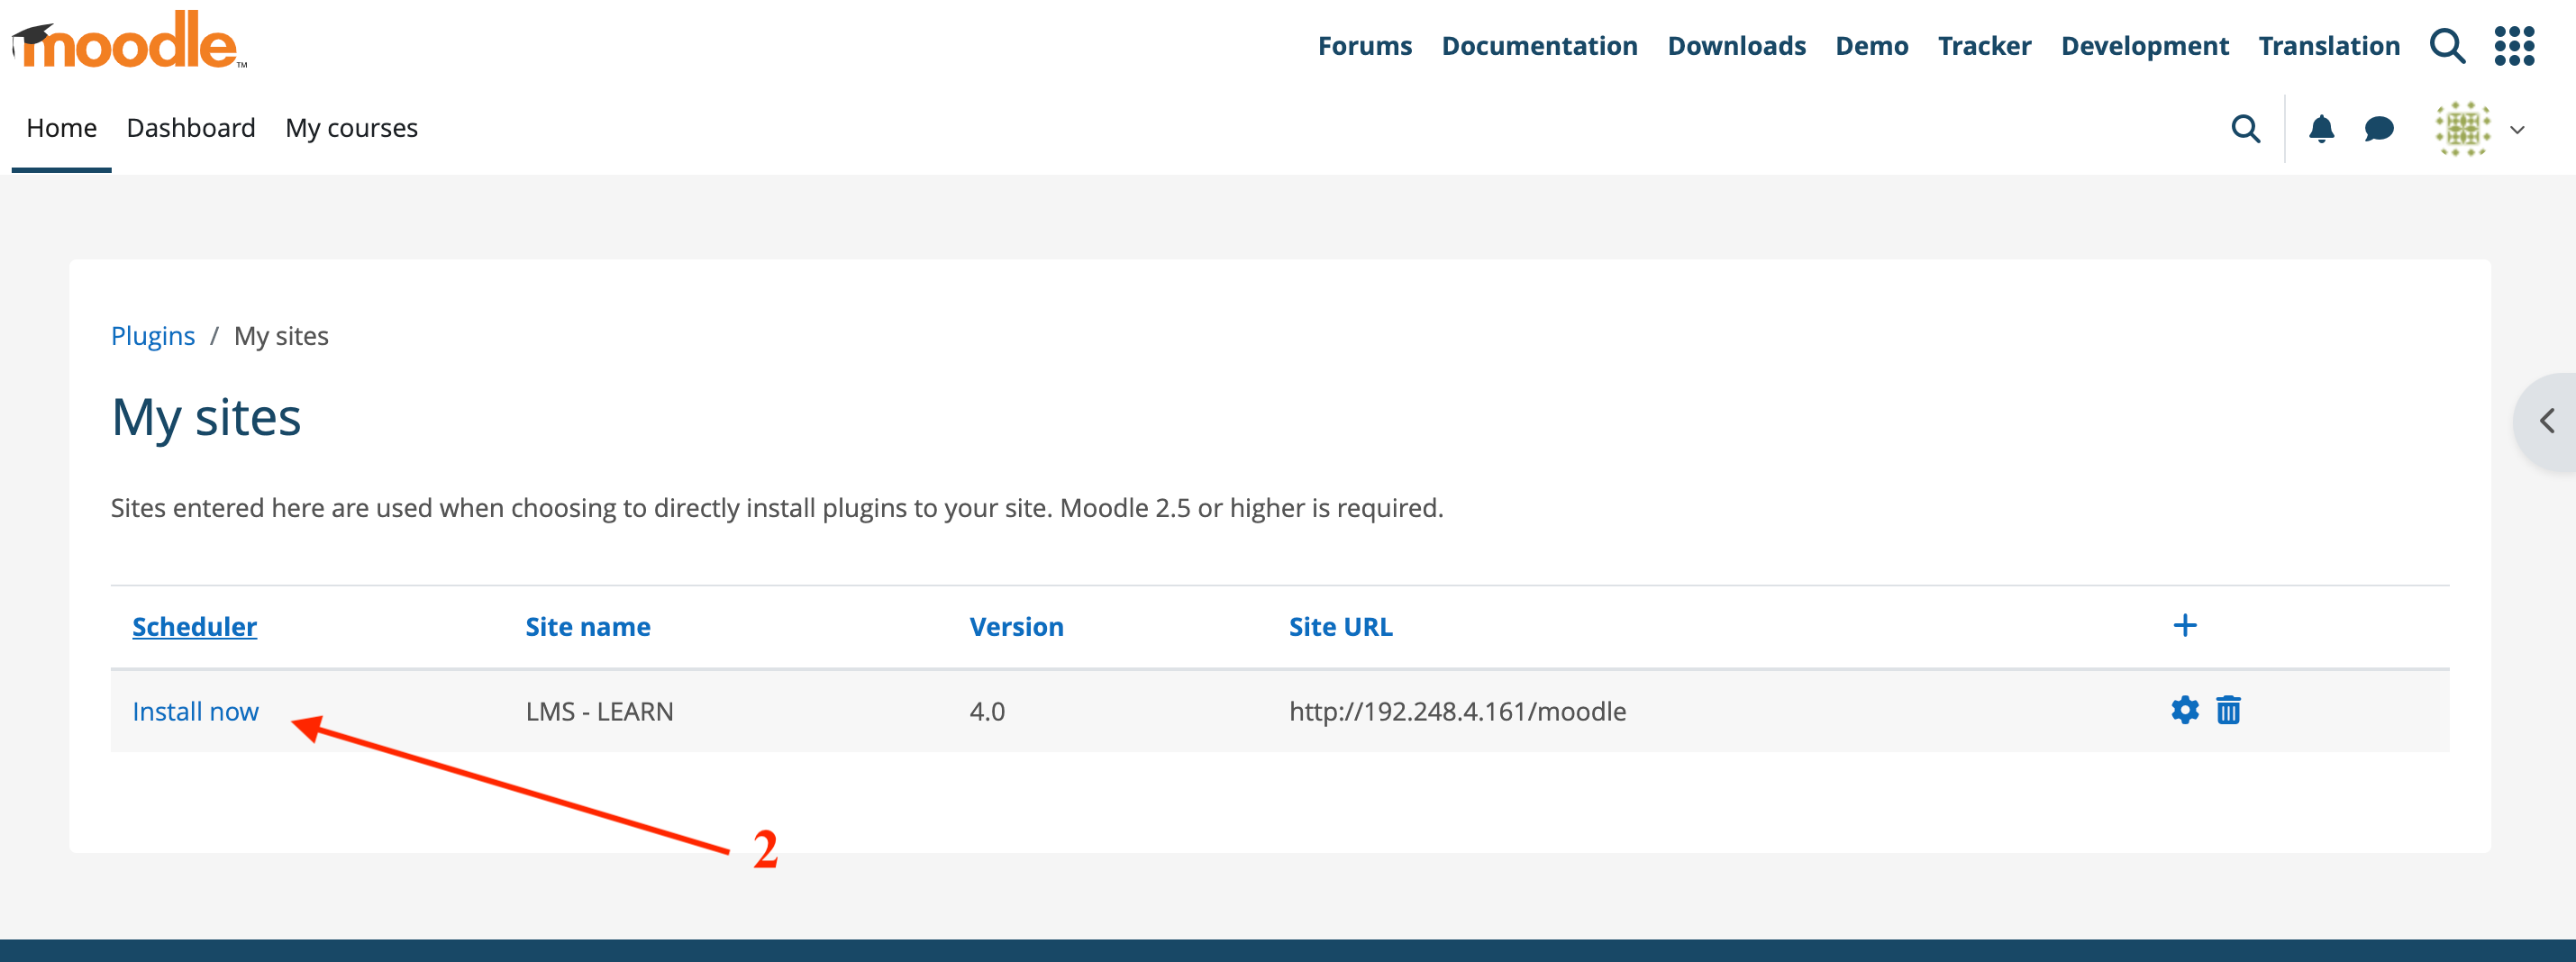 moodle™
Forums Documentation Downloads Demo Tracker Development Translation
Home Dashboard My courses
Plugins / My sites
My sites
Sites entered here are used when choosing to directly install plugins to your site. Moodle 2.5 or higher is required.
Scheduler Site name Version Site URL
Install now LMS - LEARN 4.0 http://192.248.4.161/moodle
2